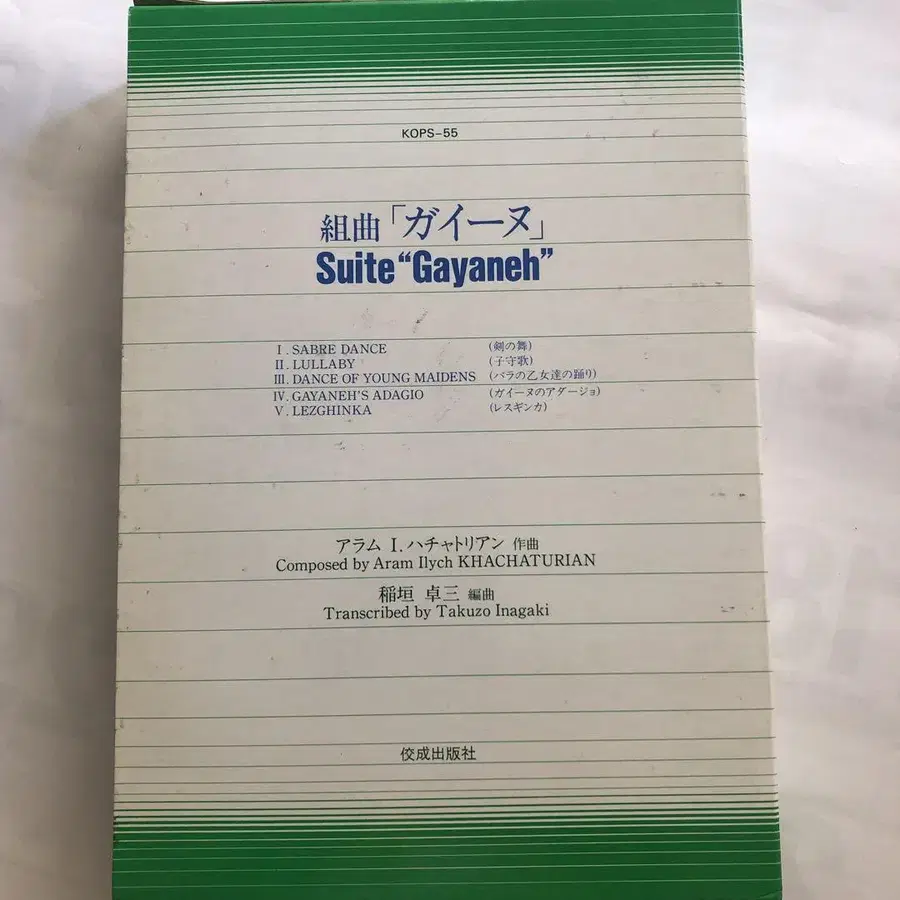 KOPS-55
組曲「ガイーヌ」
Suite “Gayaneh”
I. SABRE DANCE (剣の舞)
II. LULLABY (子守歌)
III. DANCE OF YOUNG MAIDENS (バラの乙女達の踊り)
IV. GAYANEH'S ADAGIO (ガイーヌのアダージョ)
V. LEZGHINKA (レスギンカ)
アラム I. ハチャトリアン 作曲
Composed by Aram Ilych KHACHATURIAN
稲垣 卓三 編曲
Transcribed by Takuzo Inagaki
佼成出版社